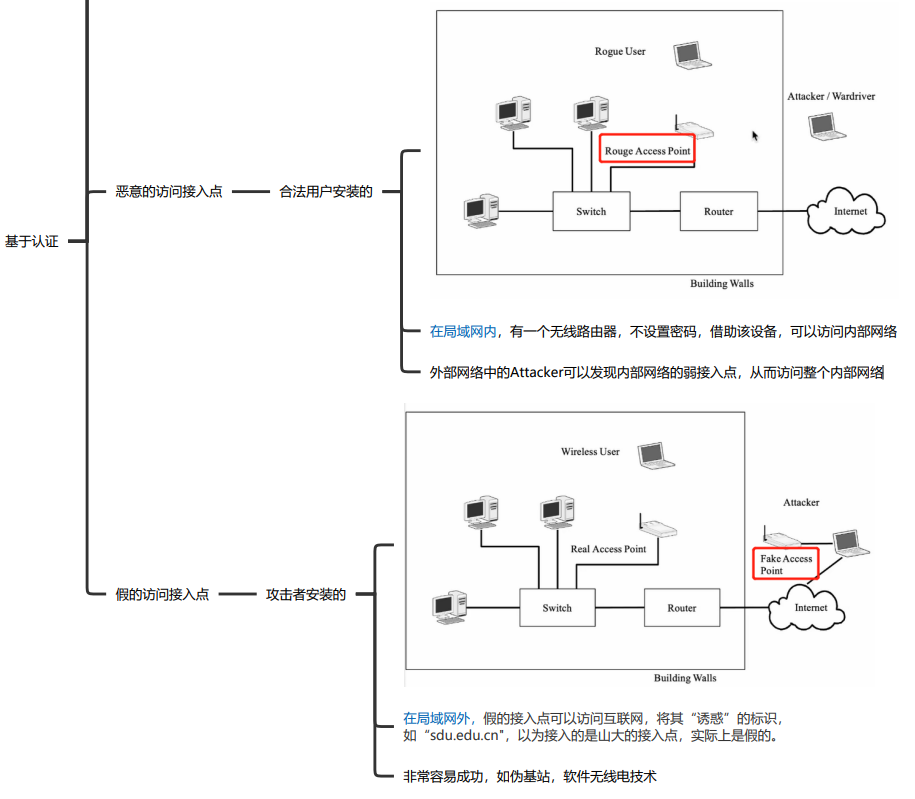 基于认证
恶意的访问接入点
合法用户安装的
Rogue User
Attacker / Wardriver
Rouge Access Point
Switch
Router
Internet
Building Walls
在局域网内，有一个无线路由器，不设置密码，借助该设备，可以访问内部网络
外部网络中的Attacker可以发现内部网络的弱接入点，从而访问整个内部网络
假的访问接入点
攻击者安装的
Wireless User
Attacker
Real Access Point
Fake Access
Point
Switch
Router
Internet
Building Walls
在局域网外，假的接入点可以访问互联网，将其“诱惑”的标识，
如“sdu.edu.cn"，以为接入的是山大的接入点，实际上是假的。
非常容易成功，如伪基站，软件无线电技术